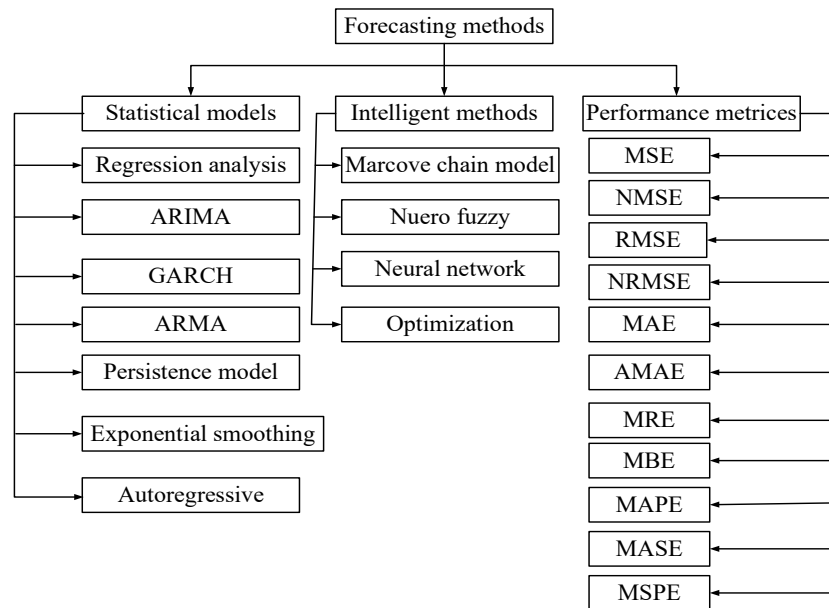 Forecasting methods
Statistical models
Intelligent methods
Performance metrices
Regression analysis
ARIMA
GARCH
ARMA
Persistence model
Exponential smoothing
Autoregressive
Marcove chain model
Nuero fuzzy
Neural network
Optimization
MSE
NMSE
RMSE
NRMSE
MAE
AMAE
MRE
MBE
MAPE
MASE
MSPE